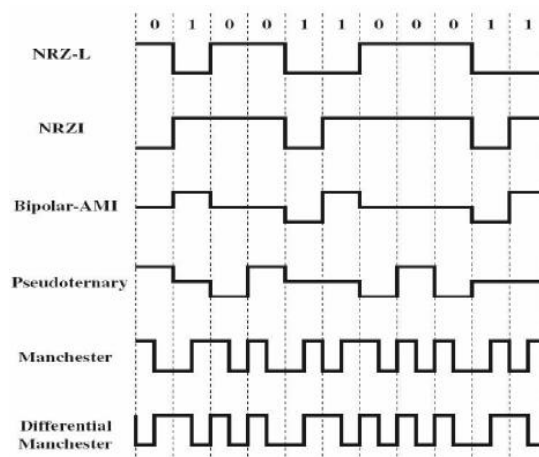 0 1 0 0 1 1 0 0 0 1 1
NRZ-L
NRZI
Bipolar-AMI
Pseudoternary
Manchester
Differential
Manchester